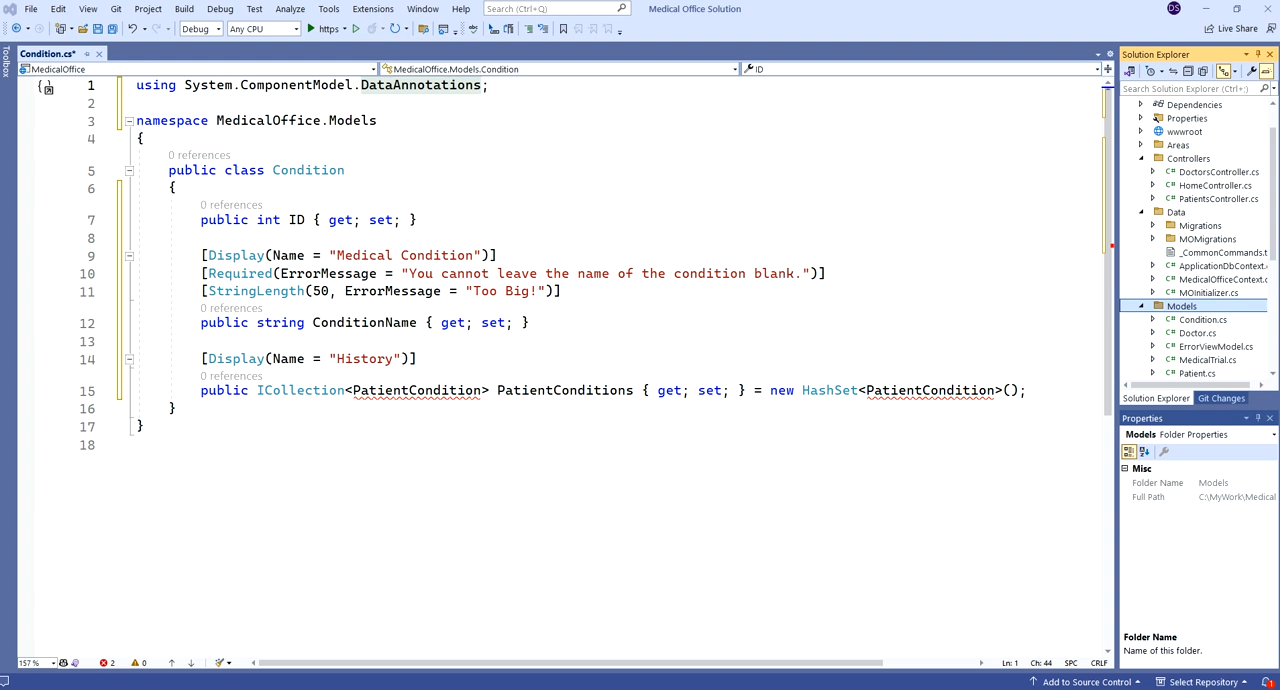 File Edit View Git Project Build Debug Test Analyze Tools Extensions Window Help Search (Ctrl+Q) Medical Office Solution DS
Debug Any CPU https Live Share
Toolbox
Condition.cs*
MedicalOffice MedicalOffice.Models.Condition ID
1 using System.ComponentModel.DataAnnotations;
2
3 namespace MedicalOffice.Models
4 {
0 references
5 public class Condition
6 {
0 references
7 public int ID { get; set; }
8
9 [Display(Name = "Medical Condition")]
10 [Required(ErrorMessage = "You cannot leave the name of the condition blank.")]
11 [StringLength(50, ErrorMessage = "Too Big!")]
0 references
12 public string ConditionName { get; set; }
13
14 [Display(Name = "History")]
0 references
15 public ICollection<PatientCondition> PatientConditions { get; set; } = new HashSet<PatientCondition>();
16 }
17 }
18
157 % 2 0 Ln: 1 Ch: 44 SPC CRLF
Solution Explorer
Search Solution Explorer (Ctrl+;)
Dependencies
Properties
wwwroot
Areas
Controllers
C# DoctorsController.cs
C# HomeController.cs
C# PatientsController.cs
Data
Migrations
MOMigrations
_CommonCommands.t
C# ApplicationDbContext.
C# MedicalOfficeContext.c
C# MOInitializer.cs
Models
C# Condition.cs
C# Doctor.cs
C# ErrorViewModel.cs
C# MedicalTrial.cs
C# Patient.cs
Solution Explorer Git Changes
Properties
Models Folder Properties
Misc
Folder Name Models
Full Path C:\MyWork\Medical
Folder Name
Name of this folder.
Add to Source Control Select Repository 1